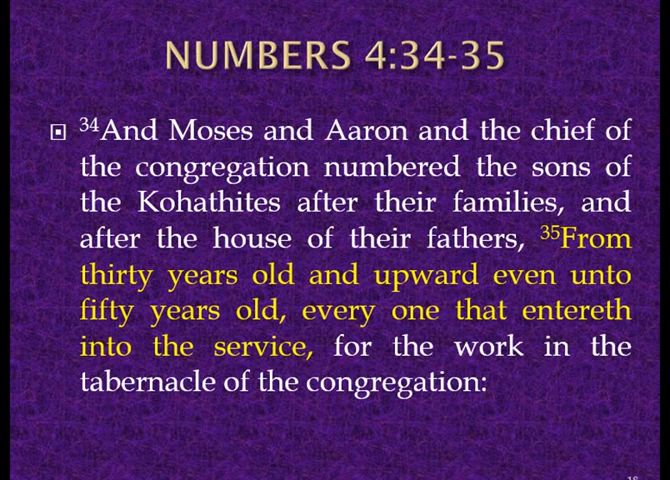 NUMBERS 4:34-35
34And Moses and Aaron and the chief of
the congregation numbered the sons of
the Kohathites after their families, and
after the house of their fathers, 35From
thirty years old and upward even unto
fifty years old, every one that entereth
into the service, for the work in the
tabernacle of the congregation:
18